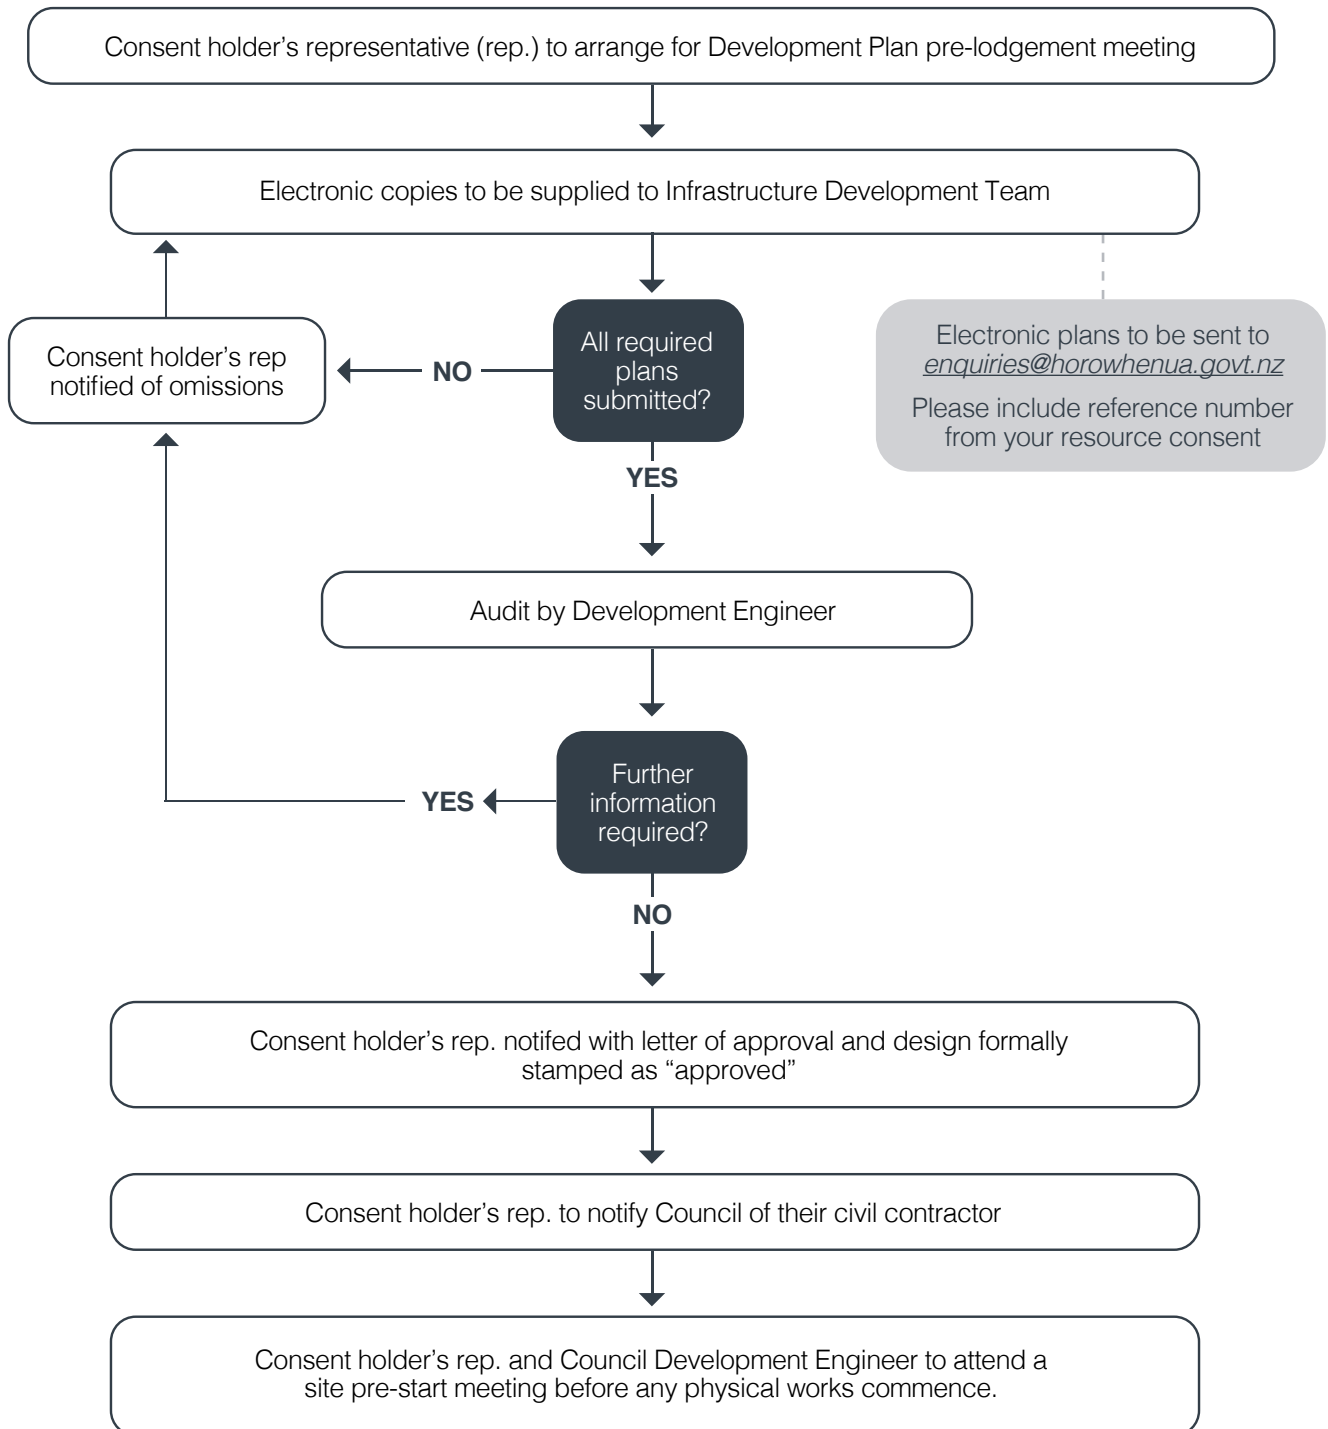 Consent holder’s representative (rep.) to arrange for Development Plan pre-lodgement meeting
Electronic copies to be supplied to Infrastructure Development Team
All required
plans
submitted?
NO
Consent holder’s rep
notified of omissions
Electronic plans to be sent to
enquiries@horowhenua.govt.nz
Please include reference number
from your resource consent
YES
Audit by Development Engineer
Further
information
required?
YES
NO
Consent holder’s rep. notifed with letter of approval and design formally
stamped as “approved”
Consent holder’s rep. to notify Council of their civil contractor
Consent holder’s rep. and Council Development Engineer to attend a
site pre-start meeting before any physical works commence.